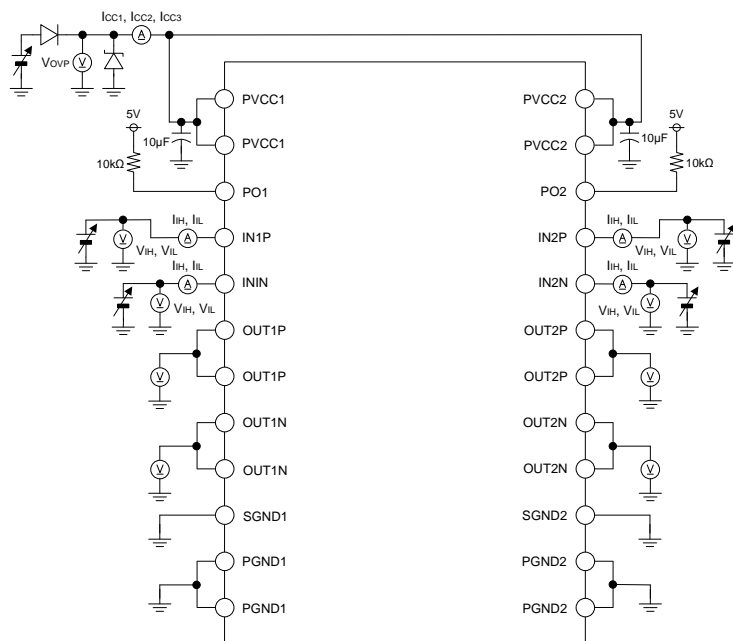 ICC1, ICC2, ICC3
A
VOVP
V
5V
10kΩ
10µF
PVCC1
PVCC1
PO1
IIH, IIL
A
V
VIH, VIL
IN1P
IIH, IIL
A
V
VIH, VIL
ININ
OUT1P
V
OUT1P
OUT1N
V
OUT1N
SGND1
PGND1
PGND1
PVCC2
PVCC2
10µF
5V
10kΩ
PO2
IN2P
IIH, IIL
A
VIH, VIL
V
IN2N
IIH, IIL
A
VIH, VIL
V
OUT2P
OUT2P
V
OUT2N
OUT2N
V
SGND2
PGND2
PGND2